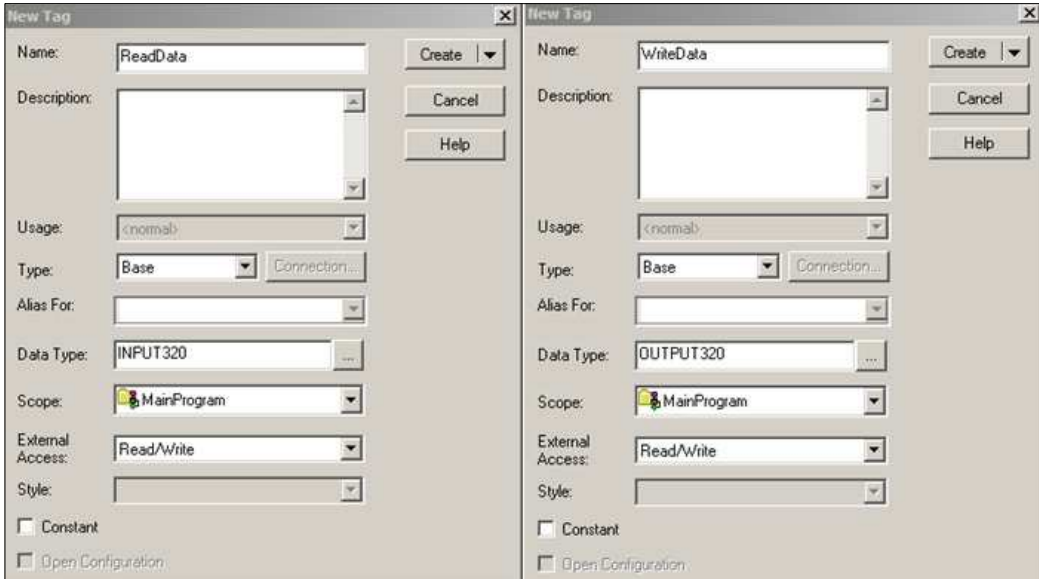 New Tag
Name:
ReadData
Create
Description:
Cancel
Help
Usage:
<normal>
Type:
Base
Connection...
Alias For:
Data Type:
INPUT320
...
Scope:
MainProgram
External
Access:
Read/Write
Style:
Constant
Open Configuration
New Tag
Name:
WriteData
Create
Description:
Cancel
Help
Usage:
<normal>
Type:
Base
Connection...
Alias For:
Data Type:
OUTPUT320
...
Scope:
MainProgram
External
Access:
Read/Write
Style:
Constant
Open Configuration